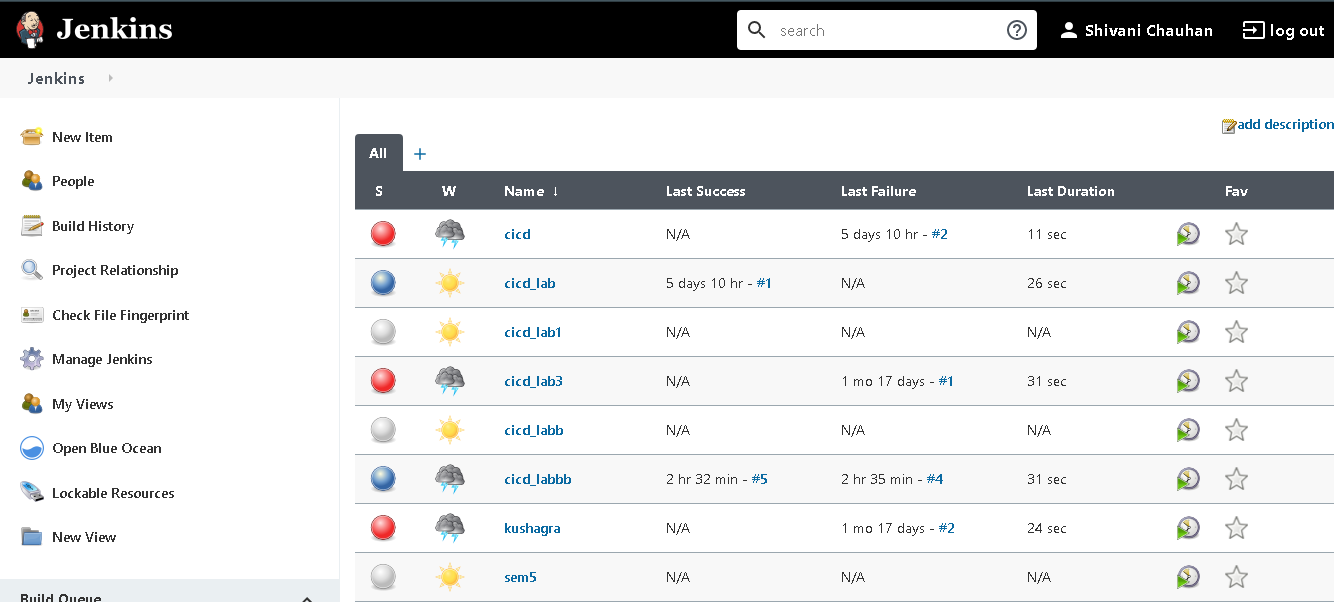 Jenkins
search
Shivani Chauhan
log out
Jenkins
New Item
People
Build History
Project Relationship
Check File Fingerprint
Manage Jenkins
My Views
Open Blue Ocean
Lockable Resources
New View
Build Queue
add description
All +
S W Name ↓ Last Success Last Failure Last Duration Fav
cicd N/A 5 days 10 hr - #2 11 sec
cicd_lab 5 days 10 hr - #1 N/A 26 sec
cicd_lab1 N/A N/A N/A
cicd_lab3 N/A 1 mo 17 days - #1 31 sec
cicd_labb N/A N/A N/A
cicd_labbb 2 hr 32 min - #5 2 hr 35 min - #4 31 sec
kushagra N/A 1 mo 17 days - #2 24 sec
sem5 N/A N/A N/A